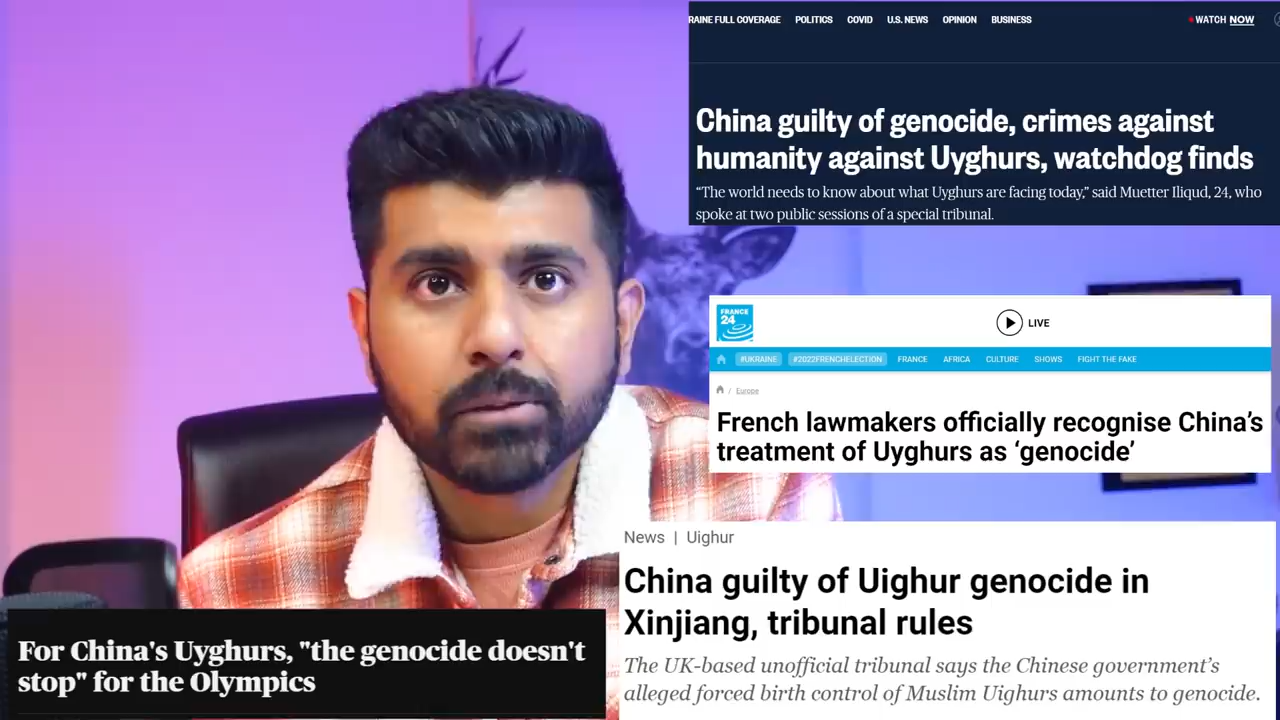 RAINE FULL COVERAGE POLITICS COVID U.S. NEWS OPINION BUSINESS WATCH NOW
China guilty of genocide, crimes against
humanity against Uyghurs, watchdog finds
“The world needs to know about what Uyghurs are facing today,” said Muetter Iliqud, 24, who
spoke at two public sessions of a special tribunal.
FRANCE
24
LIVE
#UKRAINE #2022FRENCHELECTION FRANCE AFRICA CULTURE SHOWS FIGHT THE FAKE
/ Europe
French lawmakers officially recognise China’s
treatment of Uyghurs as ‘genocide’
News | Uighur
China guilty of Uighur genocide in
Xinjiang, tribunal rules
The UK-based unofficial tribunal says the Chinese government’s
alleged forced birth control of Muslim Uighurs amounts to genocide.
For China's Uyghurs, "the genocide doesn't
stop" for the Olympics